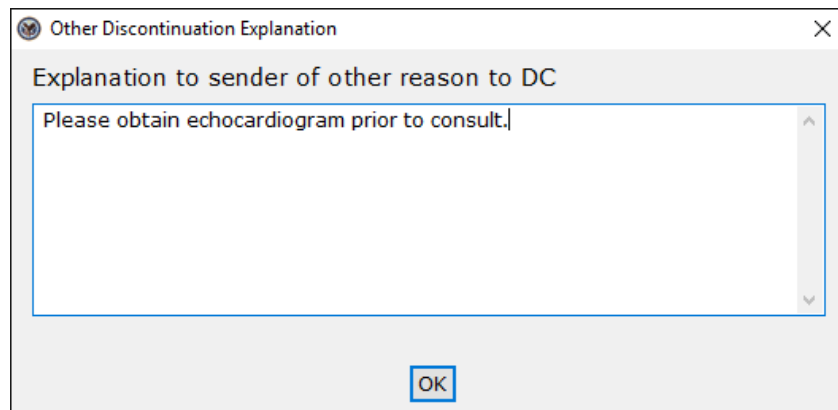 Other Discontinuation Explanation
Explanation to sender of other reason to DC
Please obtain echocardiogram prior to consult.
OK